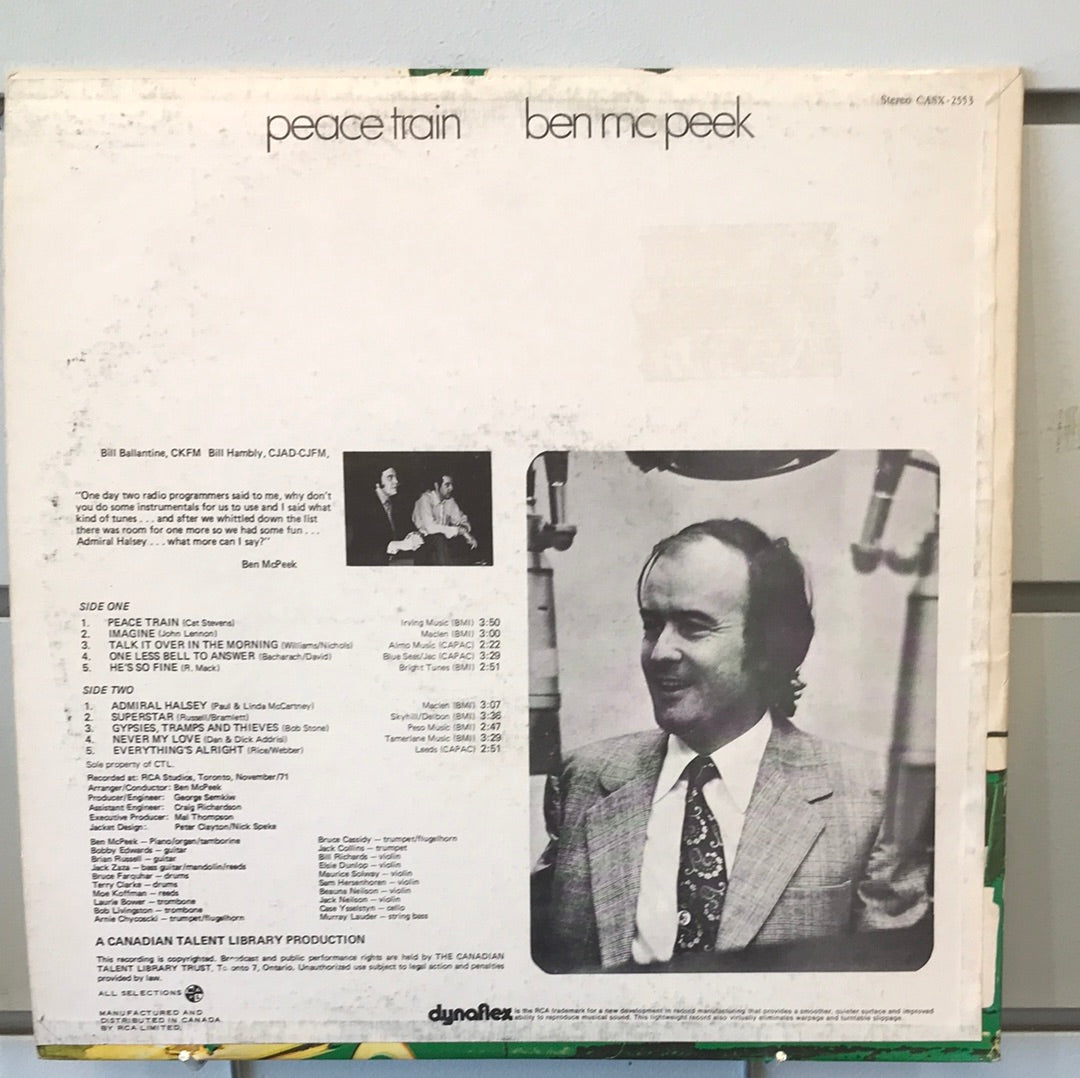 Stereo CASX-2553
peace train ben mc peek
Bill Ballantine, CKFM Bill Hambly, CJAD-CJFM,
"One day two radio programmers said to me, why don't
you do some instrumentals for us to use and I said what
kind of tunes . . . and after we whittled down the list
there was room for one more so we had some fun . . .
Admiral Halsey . . . what more can I say?"
Ben McPeek
SIDE ONE
1. PEACE TRAIN (Cat Stevens) Irving Music (BMI) 3:50
2. IMAGINE (John Lennon) Maclen (BMI) 3:00
3. TALK IT OVER IN THE MORNING (Williams/Nichols) Almo Music (CAPAC) 2:22
4. ONE LESS BELL TO ANSWER (Bacharach/David) Blue Seas/Jac (CAPAC) 3:29
5. HE'S SO FINE (R. Mack) Bright Tunes (BMI) 2:51
SIDE TWO
1. ADMIRAL HALSEY (Paul & Linda McCartney) Maclen (BMI) 3:07
2. SUPERSTAR (Russell/Bramlett) Skyhill/Delbon (BMI) 3:36
3. GYPSIES, TRAMPS AND THIEVES (Bob Stone) Peso Music (BMI) 2:47
4. NEVER MY LOVE (Don & Dick Addrisi) Tamerlane Music (BMI) 3:29
5. EVERYTHING'S ALRIGHT (Rice/Webber) Leeds (CAPAC) 2:51
Sole property of CTL.
Recorded at: RCA Studios, Toronto, November/71
Arranger/Conductor: Ben McPeek
Producer/Engineer: George Semkiw
Assistant Engineer: Craig Richardson
Executive Producer: Mal Thompson
Jacket Design: Peter Clayton/Nick Speke
Ben McPeek — Piano/organ/tamborine
Bobby Edwards — guitar
Brian Russell — guitar
Jack Zaza — bass guitar/mandolin/reeds
Bruce Farquhar — drums
Terry Clarke — drums
Moe Koffman — reeds
Laurie Bower — trombone
Bob Livingston — trombone
Arnie Chycoscki — trumpet/flugelhorn
Bruce Cassidy — trumpet/flugelhorn
Jack Collins — trumpet
Bill Richards — violin
Elsie Dunlop — violin
Maurice Solway — violin
Sam Hersenhoren — violin
Neilson — violin
Jack Neilson — violin
Case Ysselstyn — cello
Murray Lauder — string bass
A CANADIAN TALENT LIBRARY PRODUCTION
This recording is copyrighted. Broadcast and public performance rights are held by THE CANADIAN
TALENT LIBRARY TRUST, Toronto 7, Ontario. Unauthorized use subject to legal action and penalties
provided by law.
ALL SELECTIONS
MANUFACTURED AND
DISTRIBUTED IN CANADA
BY RCA LIMITED.
dynaflex is the RCA trademark for a new development in record manufacturing that provides a smoother, quieter surface and improved
ability to reproduce musical sound. This lightweight record also virtually eliminates warpage and turntable slippage.